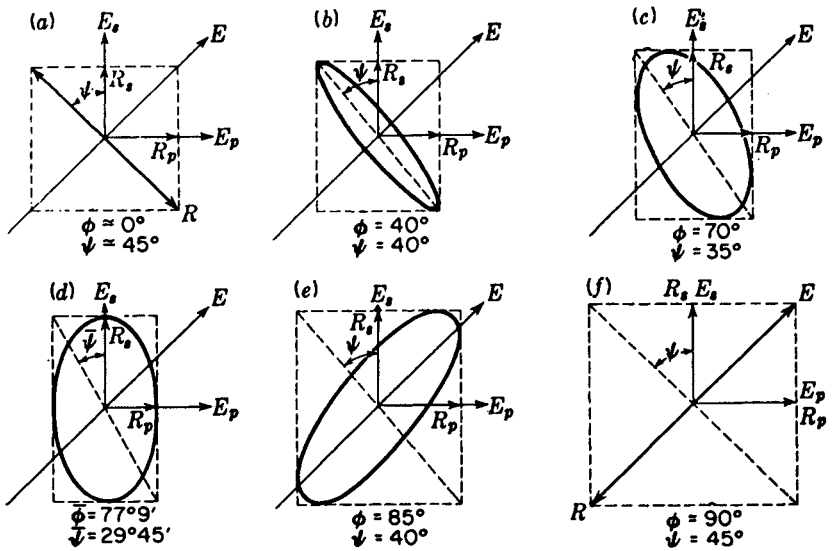 (a)
E_s
E
ψ
R_s
R_p
E_p
R
ϕ ≃ 0°
ψ ≃ 45°
(b)
E_s
E
ψ
R_s
R_p
E_p
ϕ = 40°
ψ = 40°
(c)
E_s
E
ψ
R_s
R_p
E_p
ϕ = 70°
ψ = 35°
(d)
E_s
E
ψ̅
R_s
R_p
E_p
ϕ̅ = 77°9′
ψ̅ = 29°45′
(e)
E_s
E
R_s
ψ
R_p
E_p
ϕ = 85°
ψ = 40°
(f)
R_s E_s
E
ψ
E_p
R_p
R
ϕ ≃ 90°
ψ = 45°